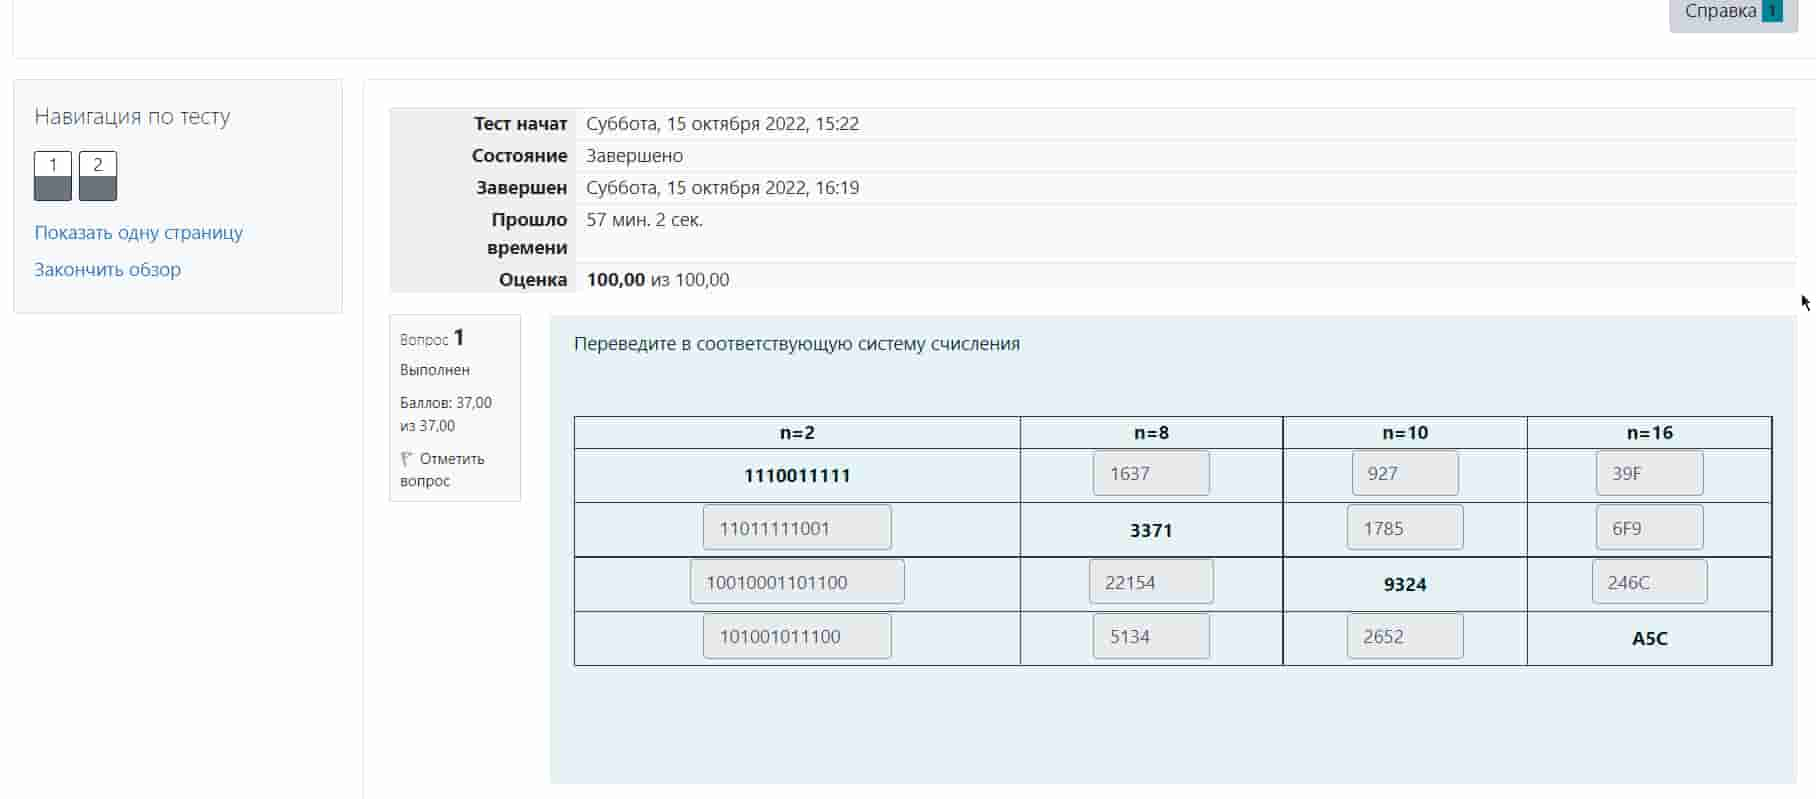 Справка 1
Навигация по тесту
1 2
Показать одну страницу
Закончить обзор
Тест начат Суббота, 15 октября 2022, 15:22
Состояние Завершено
Завершен Суббота, 15 октября 2022, 16:19
Прошло времени 57 мин. 2 сек.
Оценка 100,00 из 100,00
Вопрос 1
Выполнен
Баллов: 37,00
из 37,00
Отметить
вопрос
Переведите в соответствующую систему счисления
n=2 n=8 n=10 n=16
1110011111 1637 927 39F
11011111001 3371 1785 6F9
10010001101100 22154 9324 246C
101001011100 5134 2652 A5C